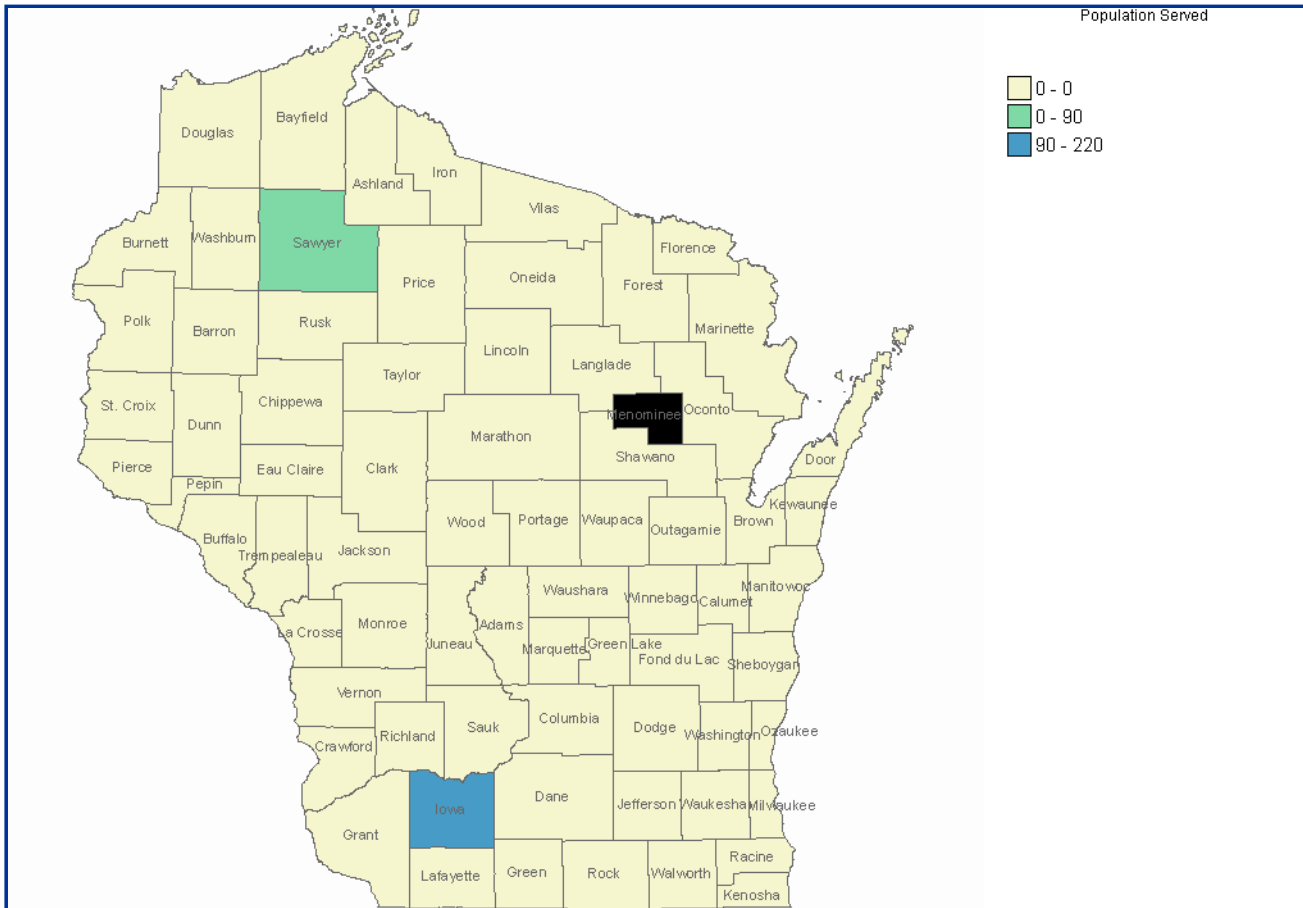 Population Served
0 - 0
0 - 90
90 - 220
Bayfield
Douglas
Iron
Ashland
Vilas
Burnett
Washburn
Sawyer
Florence
Oneida
Price
Forest
Polk
Barron
Rusk
Marinette
Lincoln
Langlade
Taylor
St. Croix
Chippewa
Menominee
Oconto
Dunn
Marathon
Shawano
Pierce
Eau Claire
Clark
Door
Pepin
Kewaunee
Wood
Portage
Waupaca
Outagamie
Brown
Buffalo
Trempealeau
Jackson
Waushara
Winnebago
Calumet
Manitowoc
La Crosse
Monroe
Juneau
Adams
Marquette
Green Lake
Fond du Lac
Sheboygan
Vernon
Richland
Sauk
Columbia
Dodge
Washington
Ozaukee
Crawford
Iowa
Dane
Jefferson
Waukesha
Milwaukee
Grant
Lafayette
Green
Rock
Walworth
Racine
Kenosha